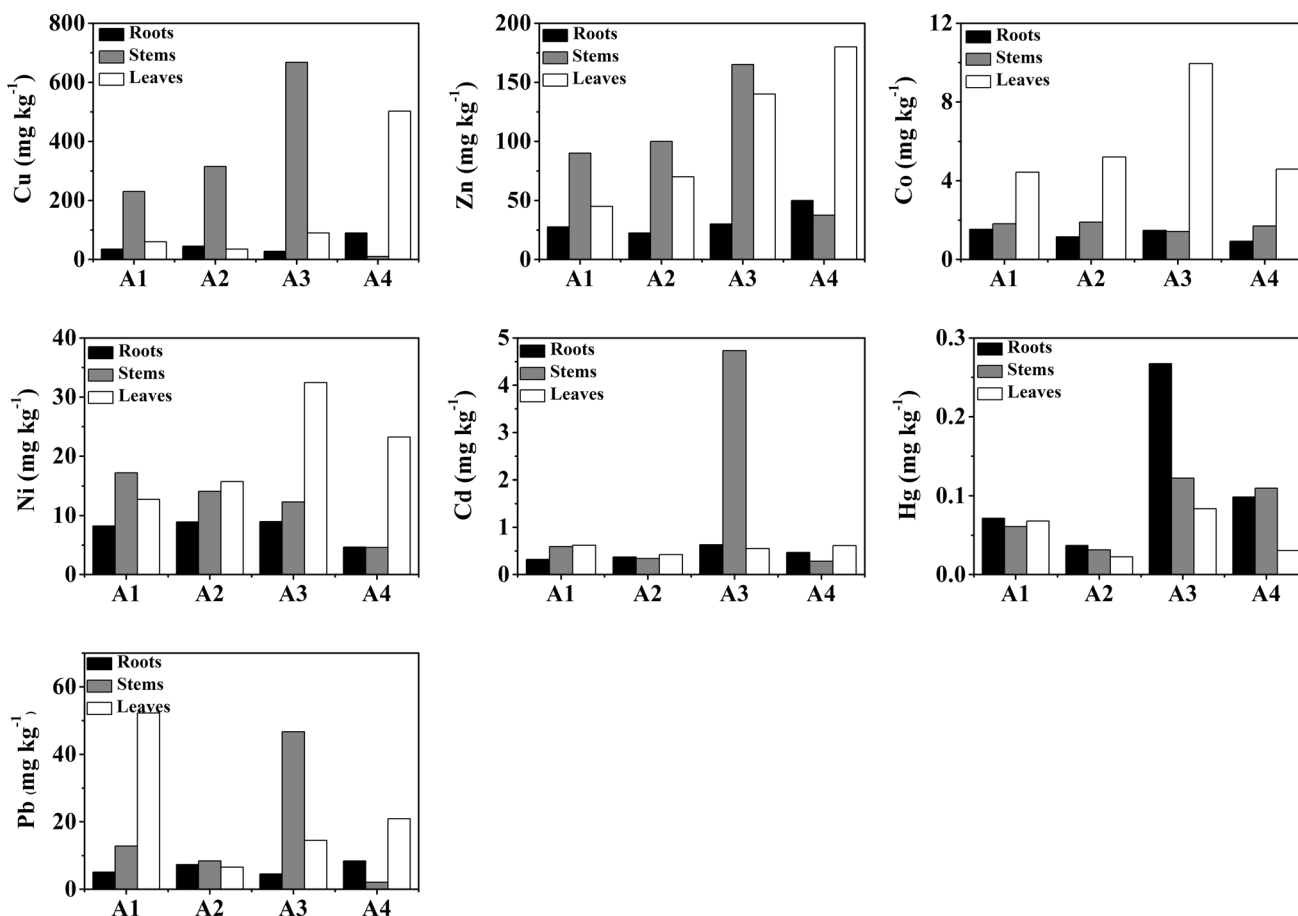 Cu (mg kg-1)
800
600
400
200
0
Roots
Stems
Leaves
A1 A2 A3 A4
Zn (mg kg-1)
200
150
100
50
0
Roots
Stems
Leaves
A1 A2 A3 A4
Co (mg kg-1)
12
8
4
0
Roots
Stems
Leaves
A1 A2 A3 A4
Ni (mg kg-1)
40
30
20
10
0
Roots
Stems
Leaves
A1 A2 A3 A4
Cd (mg kg-1)
5
4
3
2
1
0
Roots
Stems
Leaves
A1 A2 A3 A4
Hg (mg kg-1)
0.3
0.2
0.1
0.0
Roots
Stems
Leaves
A1 A2 A3 A4
Pb (mg kg-1)
60
40
20
0
Roots
Stems
Leaves
A1 A2 A3 A4